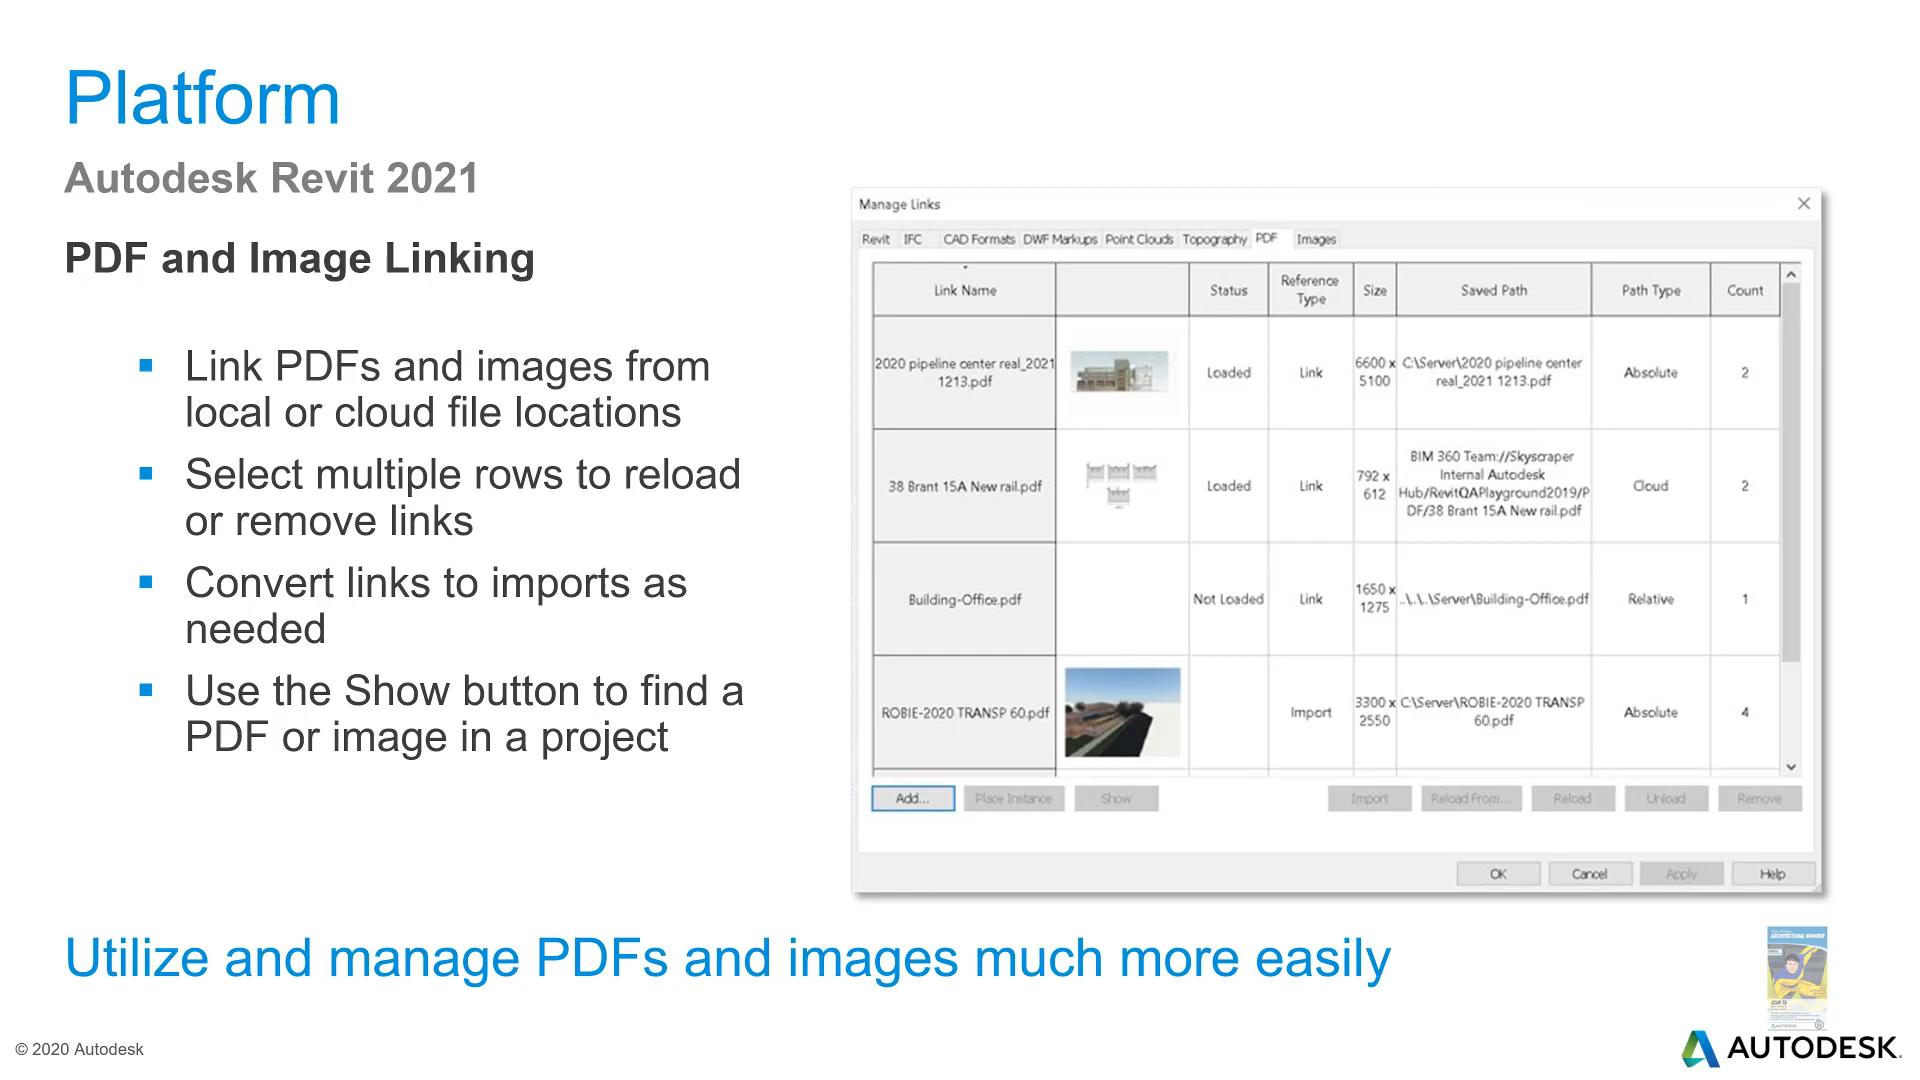 Platform
Autodesk Revit 2021
PDF and Image Linking
Link PDFs and images from
local or cloud file locations
Select multiple rows to reload
or remove links
Convert links to imports as
needed
Use the Show button to find a
PDF or image in a project
Manage Links
Revit IFC CAD Formats DWF Markups Point Clouds Topography PDF Images
Link Name Status Reference Type Size Saved Path Path Type Count
2020 pipeline center real_2021
1213.pdf
Loaded
Link
6600 x
5100
C:\Server\2020 pipeline center
real_2021 1213.pdf
Absolute
2
38 Brant 15A New rail.pdf
Loaded
Link
792 x
612
BIM 360 Team://Skyscraper
Internal Autodesk
Hub/RevitQAPlayground2019/P
DF/38 Brant 15A New rail.pdf
Cloud
2
Building-Office.pdf
Not Loaded
Link
1650 x
1275
..\..\..\Server\Building-Office.pdf
Relative
1
ROBIE-2020 TRANSP 60.pdf
Import
3300 x
2550
C:\Server\ROBIE-2020 TRANSP
60.pdf
Absolute
4
Add... Place Instance Show Import Reload From... Reload Unload Remove
OK Cancel Apply Help
Utilize and manage PDFs and images much more easily
ARCHITECTURAL WONDER
© 2020 Autodesk
AUTODESK.